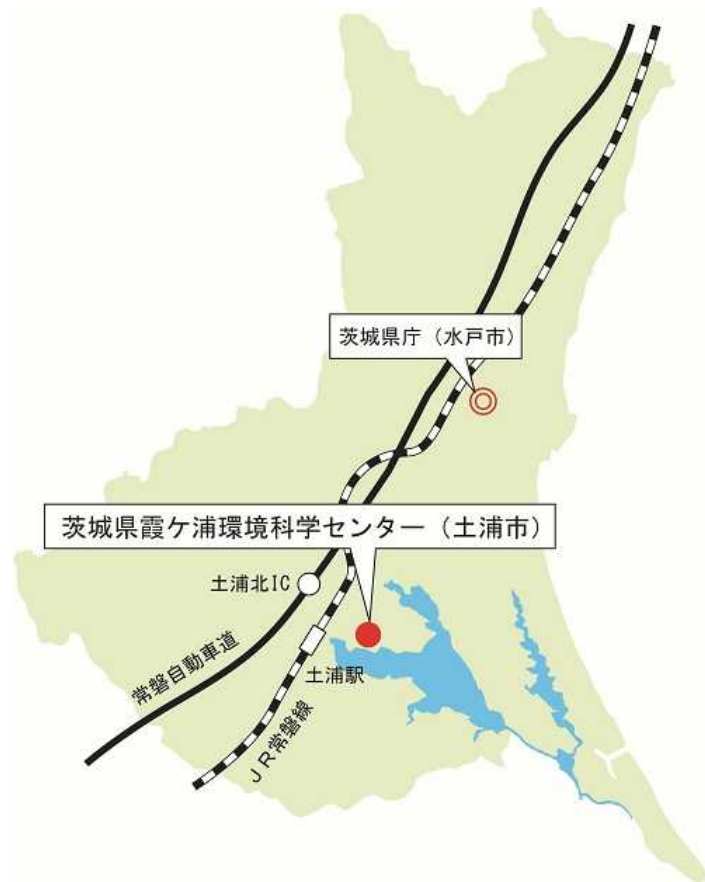 茨城県庁（水戸市）
茨城県霞ケ浦環境科学センター（土浦市）
土浦北IC
土浦駅
常磐自動車道
ＪＲ常磐線